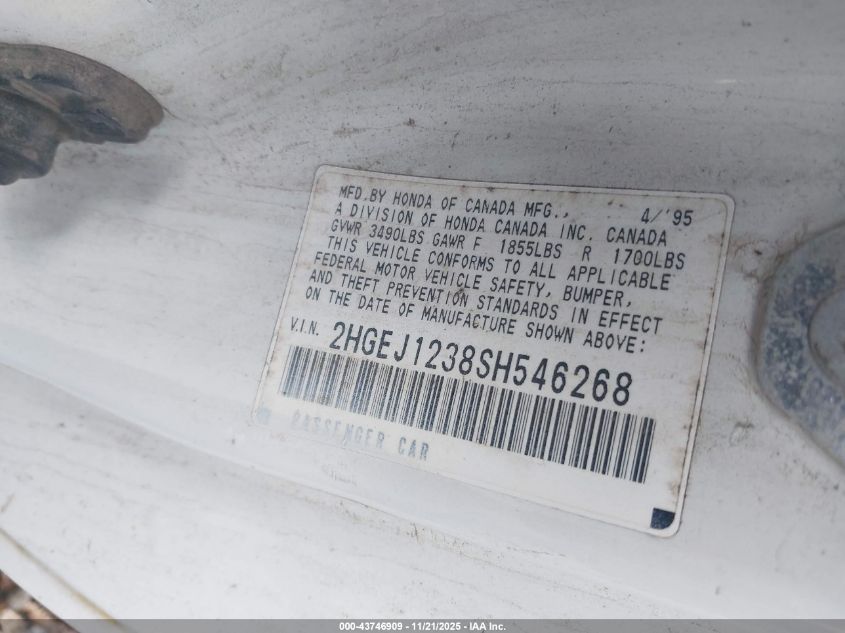 MFD.BY HONDA OF CANADA MFG., 4/'95
A DIVISION OF HONDA CANADA INC. CANADA
GVWR 3490LBS GAWR F 1855LBS R 1700LBS
THIS VEHICLE CONFORMS TO ALL APPLICABLE
FEDERAL MOTOR VEHICLE SAFETY, BUMPER,
AND THEFT PREVENTION STANDARDS IN EFFECT
ON THE DATE OF MANUFACTURE SHOWN ABOVE:
V.I.N. 2HGEJ1238SH546268
PASSENGER CAR
000-43746909 - 11/21/2025 - IAA Inc.